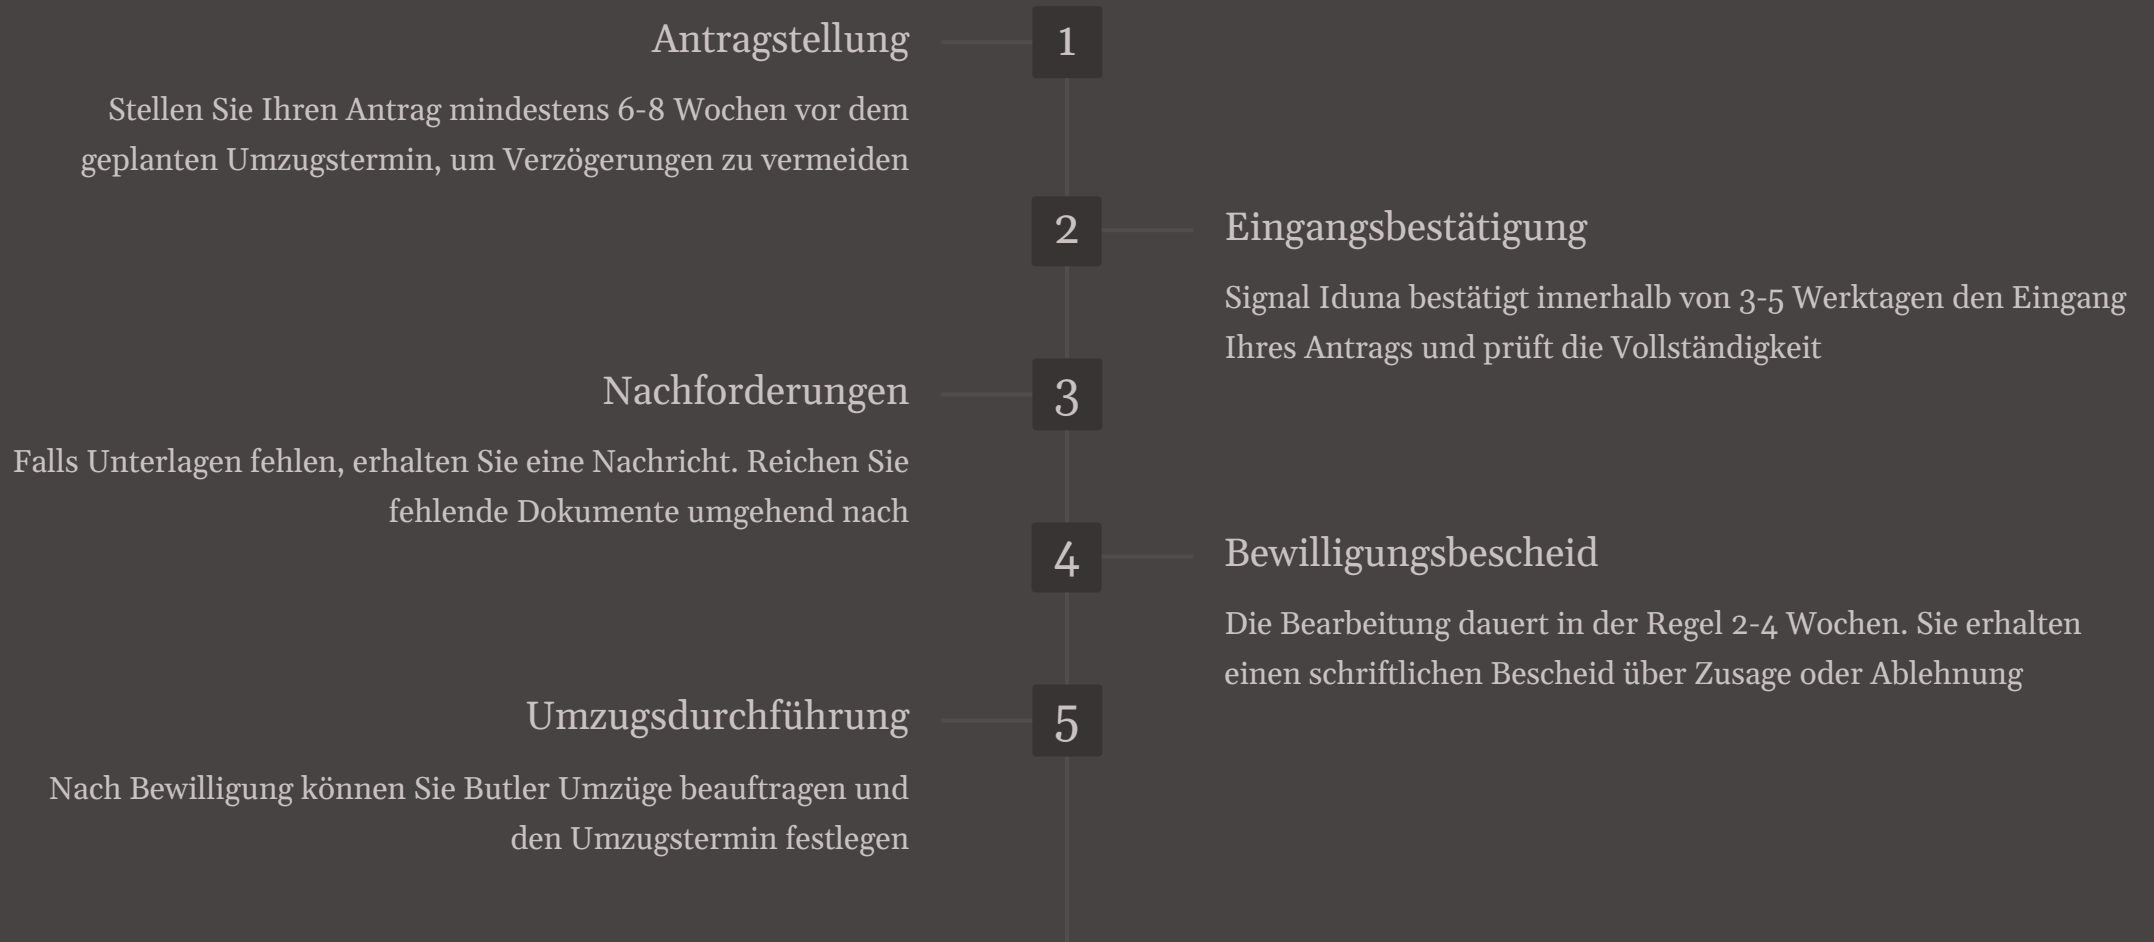 Antragstellung
1
Stellen Sie Ihren Antrag mindestens 6-8 Wochen vor dem
geplanten Umzugstermin, um Verzögerungen zu vermeiden
2
Eingangsbestätigung
Signal Iduna bestätigt innerhalb von 3-5 Werktagen den Eingang
Ihres Antrags und prüft die Vollständigkeit
Nachforderungen
3
Falls Unterlagen fehlen, erhalten Sie eine Nachricht. Reichen Sie
fehlende Dokumente umgehend nach
4
Bewilligungsbescheid
Die Bearbeitung dauert in der Regel 2-4 Wochen. Sie erhalten
einen schriftlichen Bescheid über Zusage oder Ablehnung
Umzugsdurchführung
5
Nach Bewilligung können Sie Butler Umzüge beauftragen und
den Umzugstermin festlegen